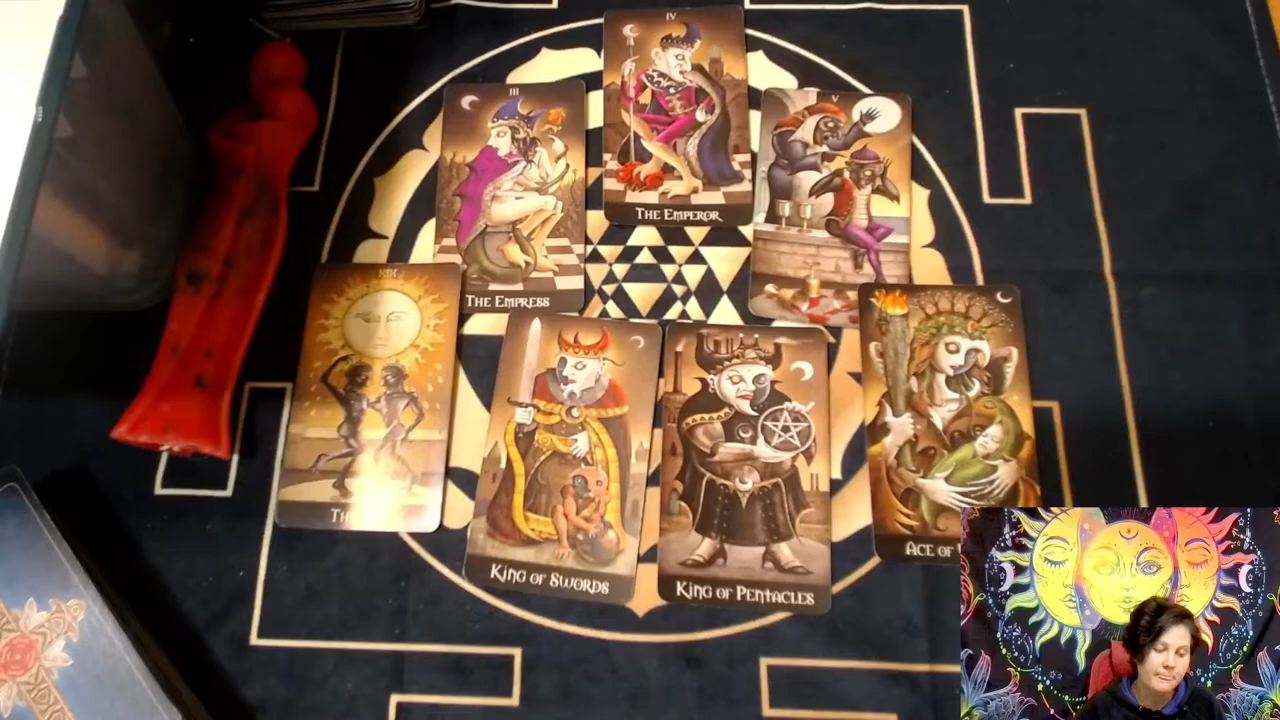 IV
III
V
THE EMPEROR
THE EMPRESS
XIX
KING OF SWORDS
KING OF PENTACLES
ACE OF